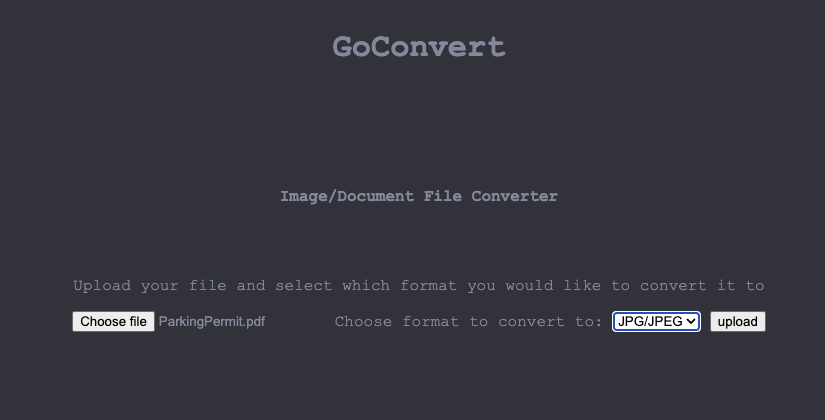 GoConvert
Image/Document File Converter
Upload your file and select which format you would like to convert it to
Choose file ParkingPermit.pdf Choose format to convert to: JPG/JPEG upload